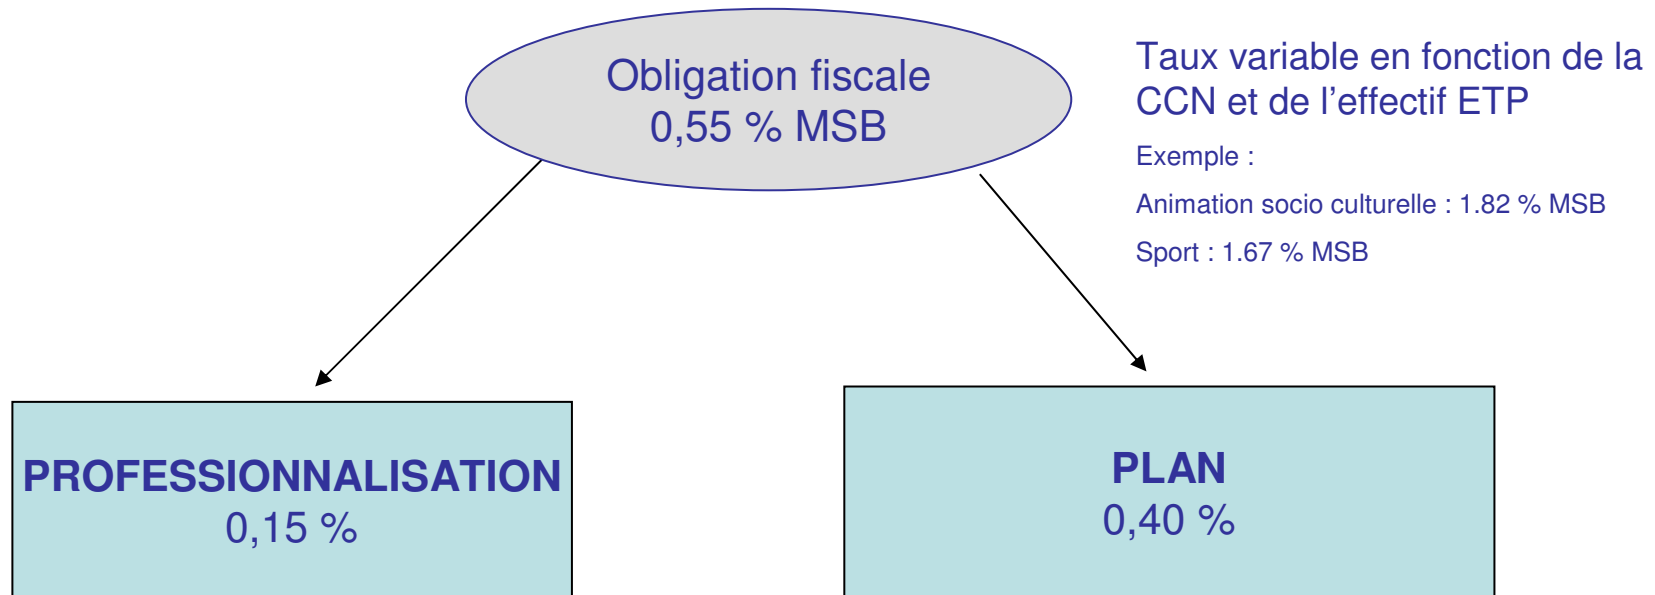 Obligation fiscale
0,55 % MSB
Taux variable en fonction de la
CCN et de l’effectif ETP
Exemple :
Animation socio culturelle : 1.82 % MSB
Sport : 1.67 % MSB
PROFESSIONNALISATION
0,15 %
PLAN
0,40 %